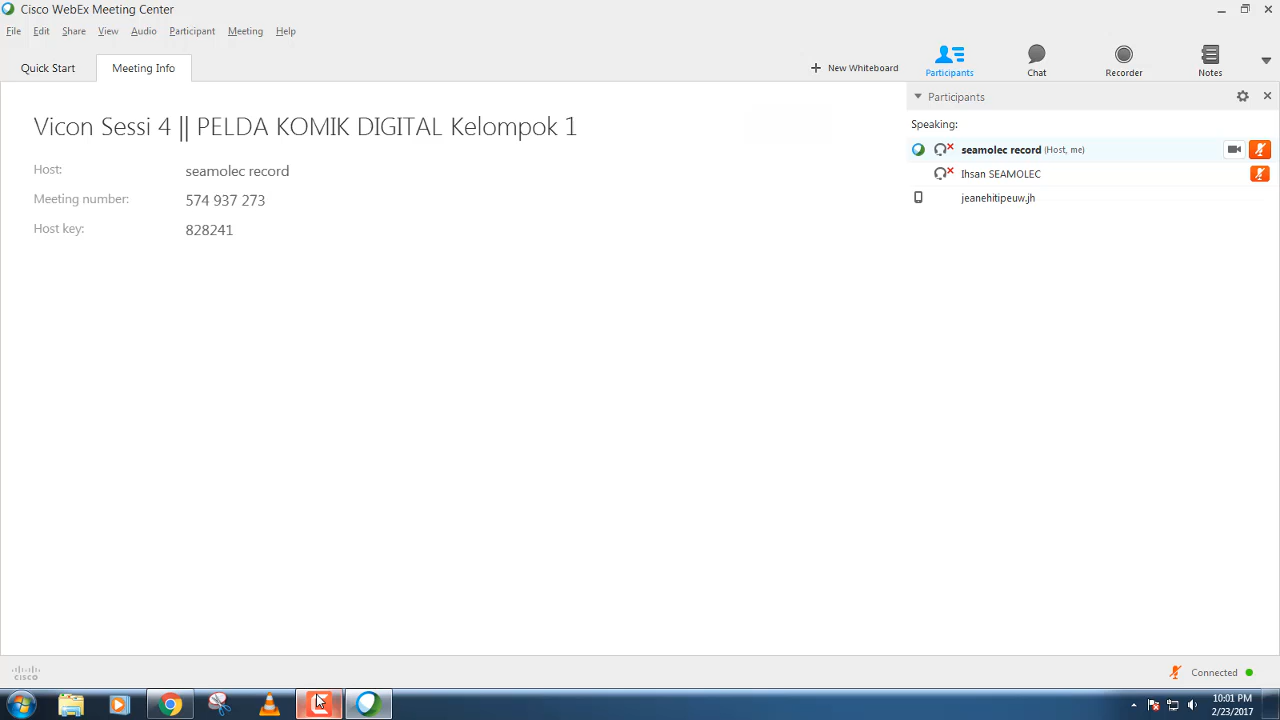 Cisco WebEx Meeting Center
File Edit Share View Audio Participant Meeting Help
Quick Start Meeting Info
New Whiteboard
Participants Chat Recorder Notes
Participants
Vicon Sessi 4 || PELDA KOMIK DIGITAL Kelompok 1
Host: seamolec record
Meeting number: 574 937 273
Host key: 828241
Speaking:
seamolec record (Host, me)
Ihsan SEAMOLEC
jeanehitipeuw.jh
CISCO
Connected
10:01 PM
2/23/2017